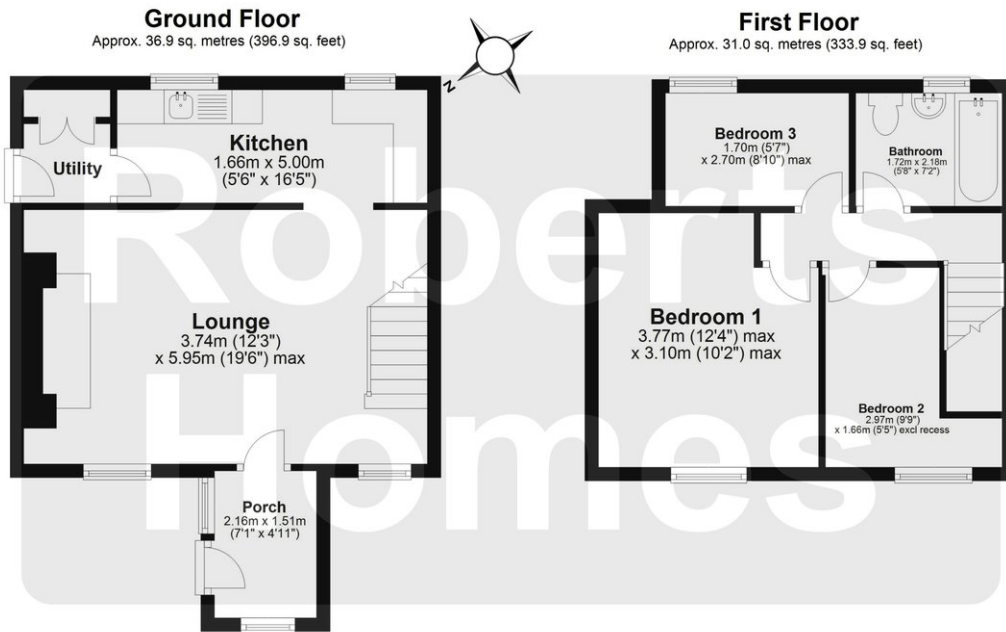 Ground Floor
Approx. 36.9 sq. metres (396.9 sq. feet)
N
Kitchen
1.66m x 5.00m
(5'6" x 16'5")
Utility
Lounge
3.74m (12'3")
x 5.95m (19'6") max
Porch
2.16m x 1.51m
(7'1" x 4'11")
First Floor
Approx. 31.0 sq. metres (333.9 sq. feet)
Bedroom 3
1.70m (5'7")
x 2.70m (8'10") max
Bathroom
1.72m x 2.18m
(5'8" x 7'2")
Bedroom 1
3.77m (12'4") max
x 3.10m (10'2") max
Bedroom 2
2.97m (9'9")
x 1.66m (5'5") excl recess
Roberts
Homes